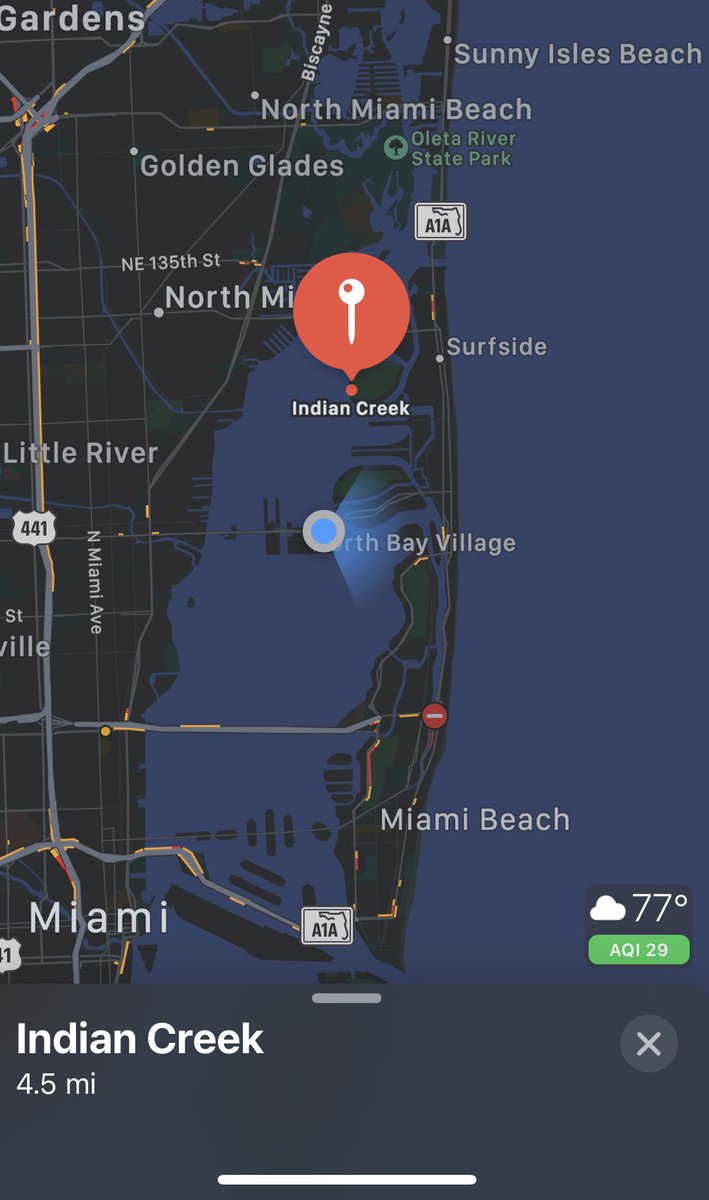 Gardens
Biscayne
Sunny Isles Beach
North Miami Beach
Oleta River
State Park
Golden Glades
A1A
NE 135th St
North Mi
Surfside
Indian Creek
Little River
441
N Miami Ave
rth Bay Village
St
ville
Miami Beach
77°
Miami
A1A
AQI 29
41
Indian Creek
4.5 mi